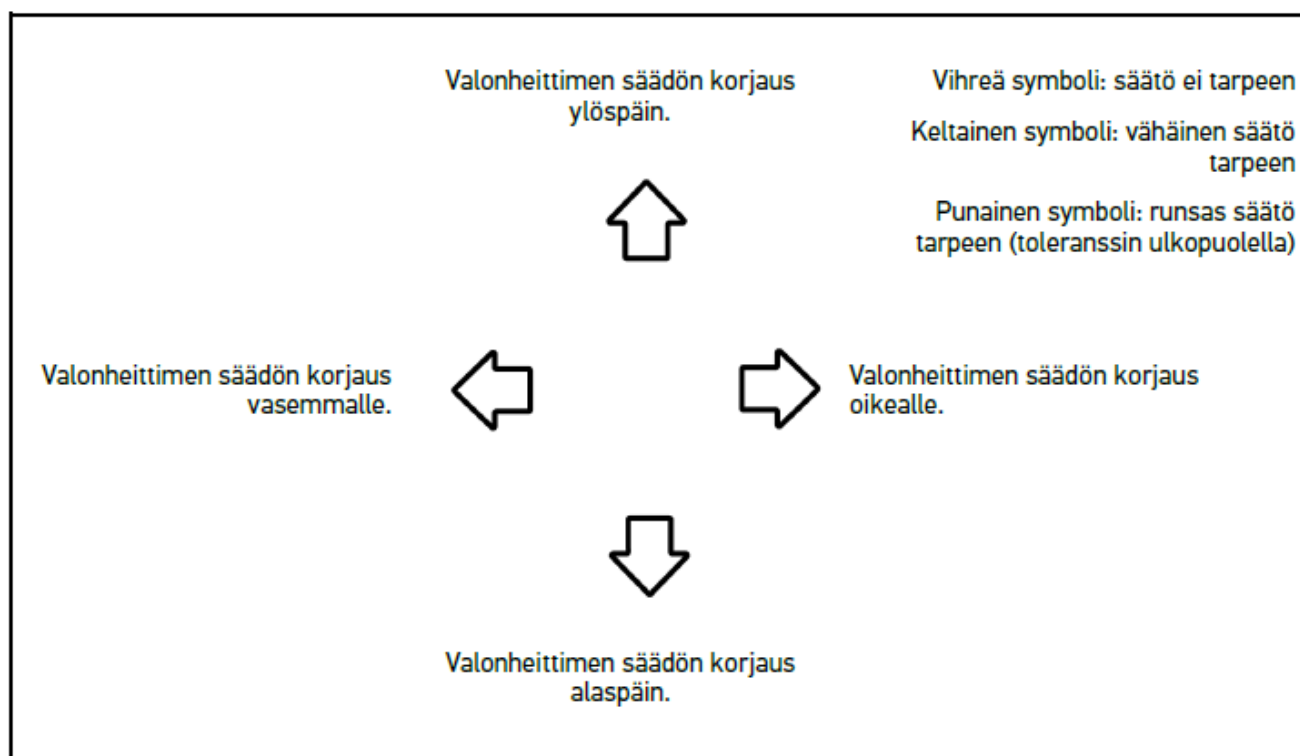 Valonheittimen säädön korjaus
ylöspäin.
Vihreä symboli: säätö ei tarpeen
Keltainen symboli: vähäinen säätö
tarpeen
Punainen symboli: runsas säätö
tarpeen (toleranssin ulkopuolella)
Valonheittimen säädön korjaus
vasemmalle.
Valonheittimen säädön korjaus
oikealle.
Valonheittimen säädön korjaus
alaspäin.